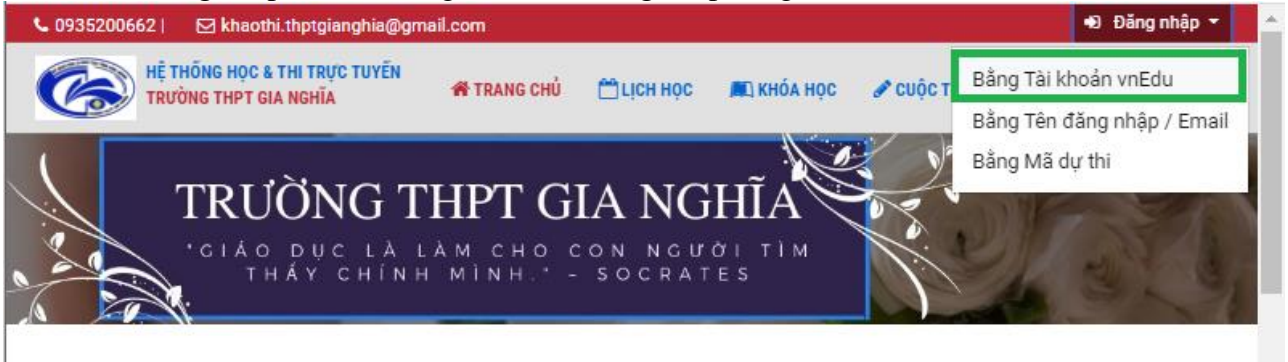 0935200662 | khaothi.thptgianghia@gmail.com Đăng nhập
HỆ THỐNG HỌC & THI TRỰC TUYẾN
TRƯỜNG THPT GIA NGHĨA
TRANG CHỦ LỊCH HỌC KHÓA HỌC CUỘC T
Bằng Tài khoản vnEdu
Bằng Tên đăng nhập / Email
Bằng Mã dự thi
TRƯỜNG THPT GIA NGHĨA
"GIÁO DỤC LÀ LÀM CHO CON NGƯỜI TÌM
THẤY CHÍNH MÌNH." - SOCRATES